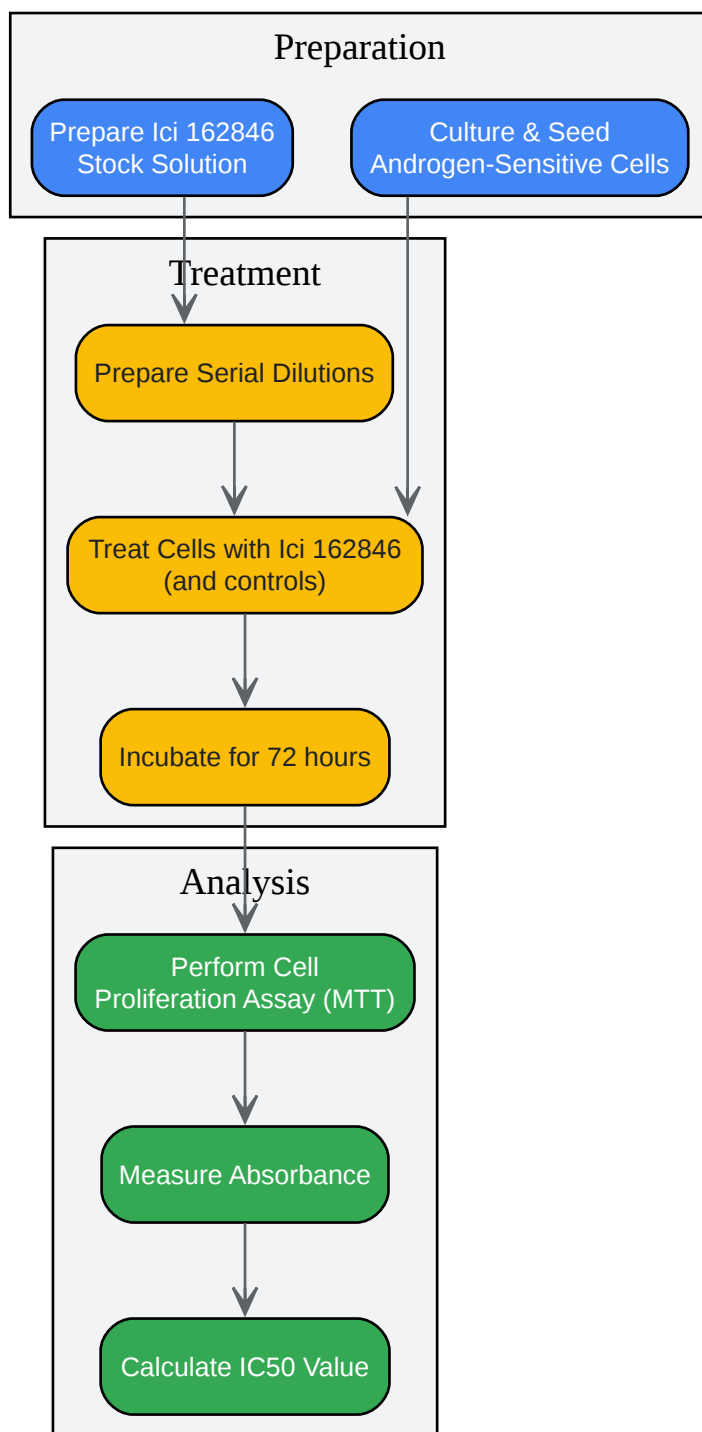 Preparation
Prepare Ici 162846
Stock Solution
Culture & Seed
Androgen-Sensitive Cells
Treatment
Prepare Serial Dilutions
Treat Cells with Ici 162846
(and controls)
Incubate for 72 hours
Analysis
Perform Cell
Proliferation Assay (MTT)
Measure Absorbance
Calculate IC50 Value